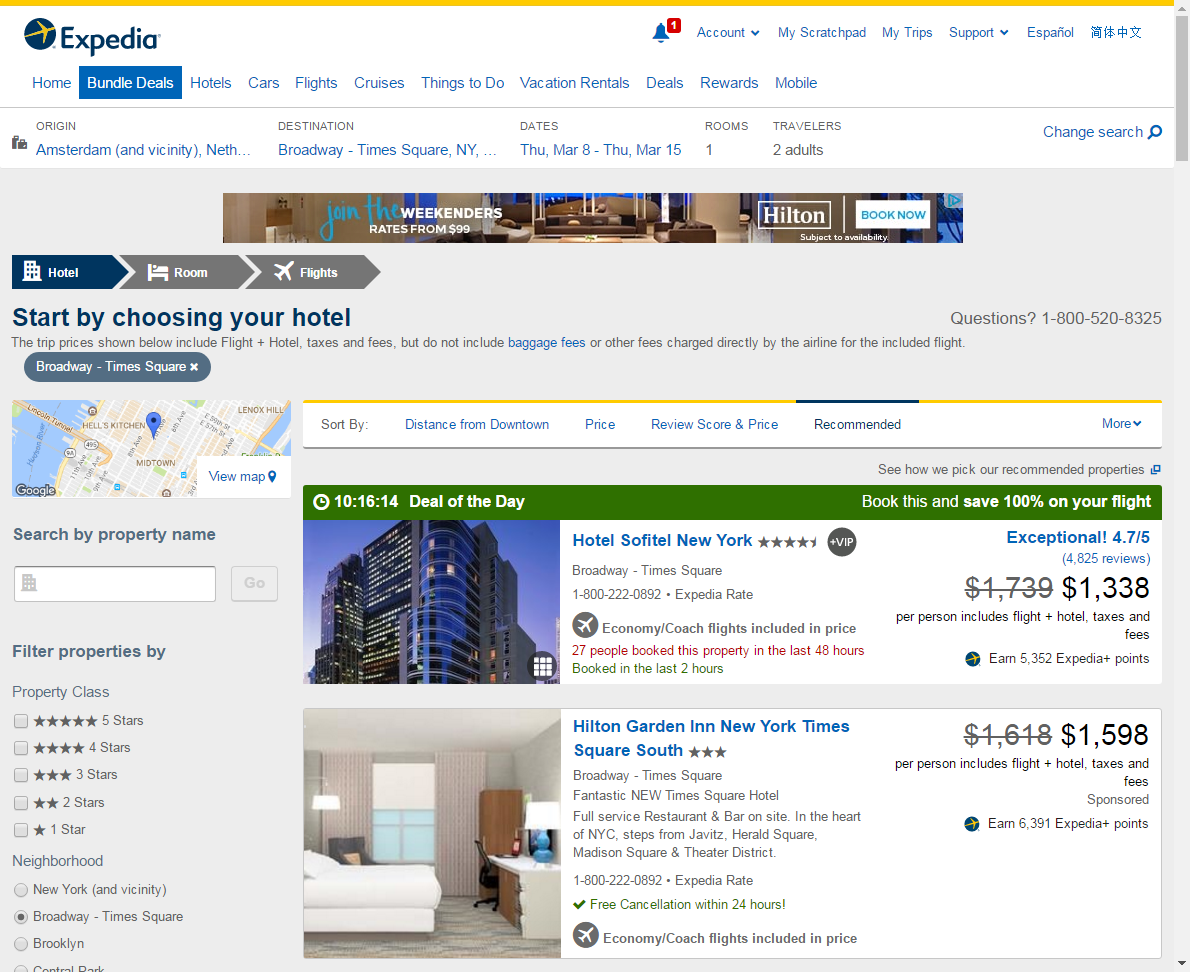 Expedia
1
Account
My Scratchpad
My Trips
Support
Español
简体中文
Home
Bundle Deals
Hotels
Cars
Flights
Cruises
Things to Do
Vacation Rentals
Deals
Rewards
Mobile
ORIGIN
DESTINATION
DATES
ROOMS
TRAVELERS
Change search
Amsterdam (and vicinity), Neth...
Broadway - Times Square, NY, ...
Thu, Mar 8 - Thu, Mar 15
1
2 adults
join the WEEKENDERS
RATES FROM $99
Hilton
BOOK NOW
Subject to availability.
Hotel
Room
Flights
Start by choosing your hotel
Questions? 1-800-520-8325
The trip prices shown below include Flight + Hotel, taxes and fees, but do not include baggage fees or other fees charged directly by the airline for the included flight.
Broadway - Times Square
Lincoln Tunnel
HELL'S KITCHEN
LENOX HILL
MIDTOWN
Hudson River
9A
495
Google
View map
Sort By:
Distance from Downtown
Price
Review Score & Price
Recommended
More
See how we pick our recommended properties
10:16:14 Deal of the Day
Book this and save 100% on your flight
Search by property name
Go
Filter properties by
Property Class
5 Stars
4 Stars
3 Stars
2 Stars
1 Star
Neighborhood
New York (and vicinity)
Broadway - Times Square
Brooklyn
Central Park
Hotel Sofitel New York
+VIP
Broadway - Times Square
1-800-222-0892 • Expedia Rate
Economy/Coach flights included in price
27 people booked this property in the last 48 hours
Booked in the last 2 hours
Exceptional! 4.7/5
(4,825 reviews)
$1,739 $1,338
per person includes flight + hotel, taxes and
fees
Earn 5,352 Expedia+ points
Hilton Garden Inn New York Times
Square South
Broadway - Times Square
Fantastic NEW Times Square Hotel
Full service Restaurant & Bar on site. In the heart
of NYC, steps from Javitz, Herald Square,
Madison Square & Theater District.
1-800-222-0892 • Expedia Rate
Free Cancellation within 24 hours!
Economy/Coach flights included in price
$1,618 $1,598
per person includes flight + hotel, taxes and
fees
Sponsored
Earn 6,391 Expedia+ points